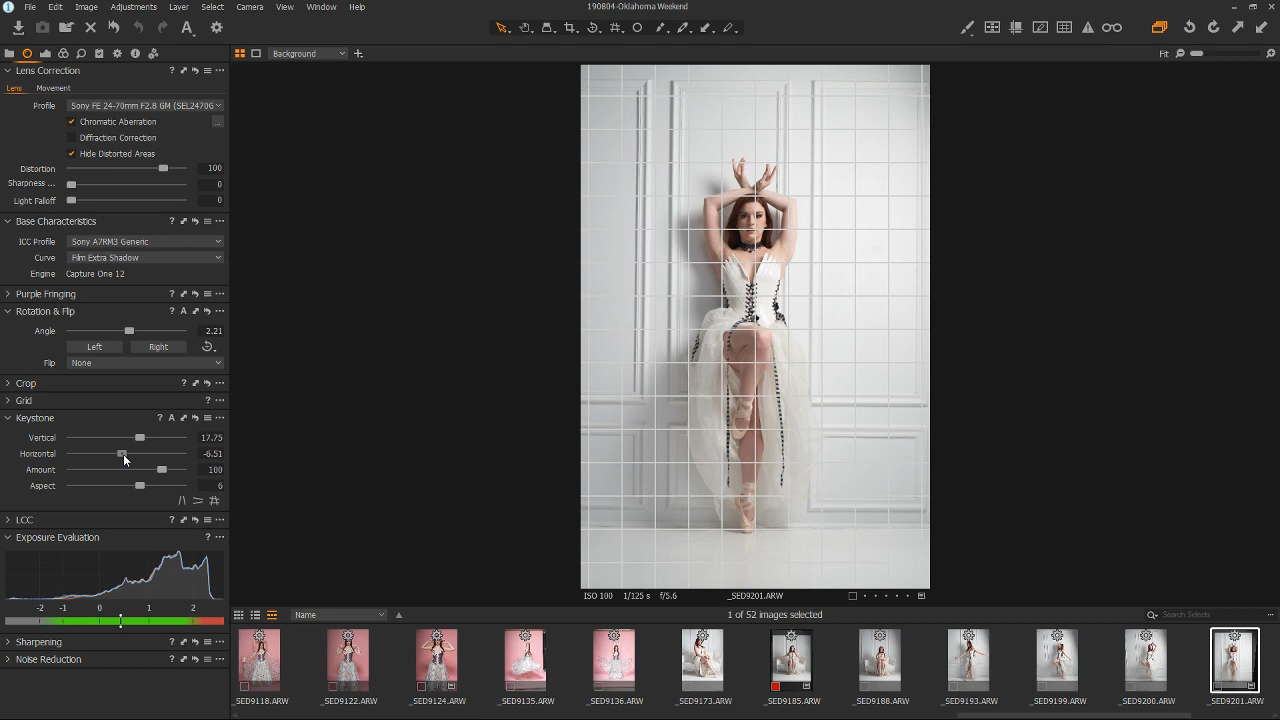 190804-Oklahoma Weekend
File Edit Image Adjustments Layer Select Camera View Window Help
Background
Fit
Lens Correction
Lens Movement
Profile Sony FE 24-70mm F2.8 GM (SEL2470G
Chromatic Aberration
Diffraction Correction
Hide Distorted Areas
Distortion 100
Sharpness ... 0
Light Falloff 0
Base Characteristics
ICC Profile Sony A7RM3 Generic
Curve Film Extra Shadow
Engine Capture One 12
Purple Fringing
Rotation & Flip
Angle 2.21
Left Right
Flip None
Crop
Grid
Keystone
Vertical 17.75
Horizontal -6.51
Amount 100
Aspect 6
LCC
Exposure Evaluation
-2 -1 0 1 2
Sharpening
Noise Reduction
ISO 100 1/125 s f/5.6 _SED9201.ARW
Name 1 of 52 images selected Search Selects
_SED9118.ARW _SED9122.ARW _SED9124.ARW _SED9135.ARW _SED9136.ARW _SED9173.ARW _SED9185.ARW _SED9188.ARW _SED9193.ARW _SED9199.ARW _SED9200.ARW _SED9201.ARW